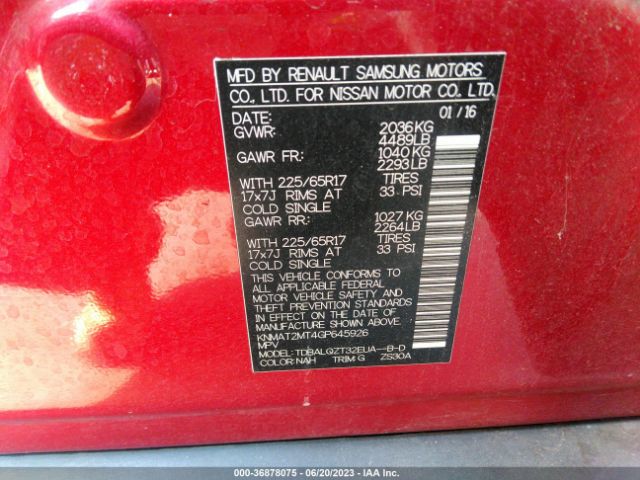 MFD BY RENAULT SAMSUNG MOTORS
CO., LTD. FOR NISSAN MOTOR CO., LTD.
DATE: 01/16
GVWR: 2036KG
4489LB
GAWR FR: 1040KG
2293LB
WITH 225/65R17 TIRES
17x7J RIMS AT 33 PSI
COLD SINGLE
GAWR RR: 1027KG
2264LB
WITH 225/65R17 TIRES
17x7J RIMS AT 33 PSI
COLD SINGLE
THIS VEHICLE CONFORMS TO
ALL APPLICABLE FEDERAL
MOTOR VEHICLE SAFETY AND
THEFT PREVENTION STANDARDS
IN EFFECT ON THE DATE OF
MANUFACTURE SHOWN ABOVE.
KNMAT2MT4GP645926
MPV
MODEL: TDBALQZT32EUA--B-D
COLOR: NAH TRIM: G ZS30A
000-36878075 - 06/20/2023 - IAA Inc.